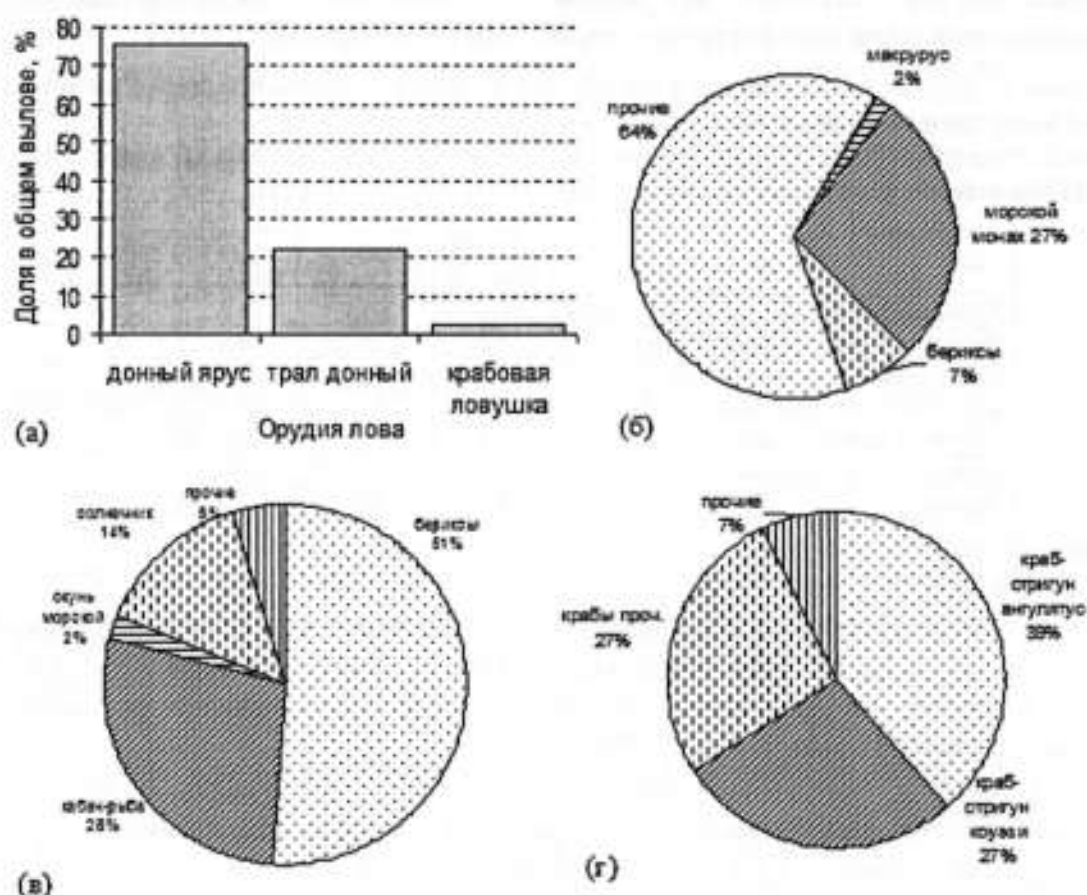 Доля в общем вылове, %
80
70
60
50
40
30
20
10
0
донный ярус
трал донный
крабовая
ловушка
Орудия лова
(а)
макрурус
2%
прочие
64%
морской
монах 27%
бериксы
7%
(б)
прочие
5%
солнечник
14%
бериксы
51%
окунь
морской
2%
кабан-рыба
28%
(в)
прочие
7%
краб-
стригун
ангулятус
39%
крабы проч.
27%
краб-
стригун
коуэзи
27%
(г)